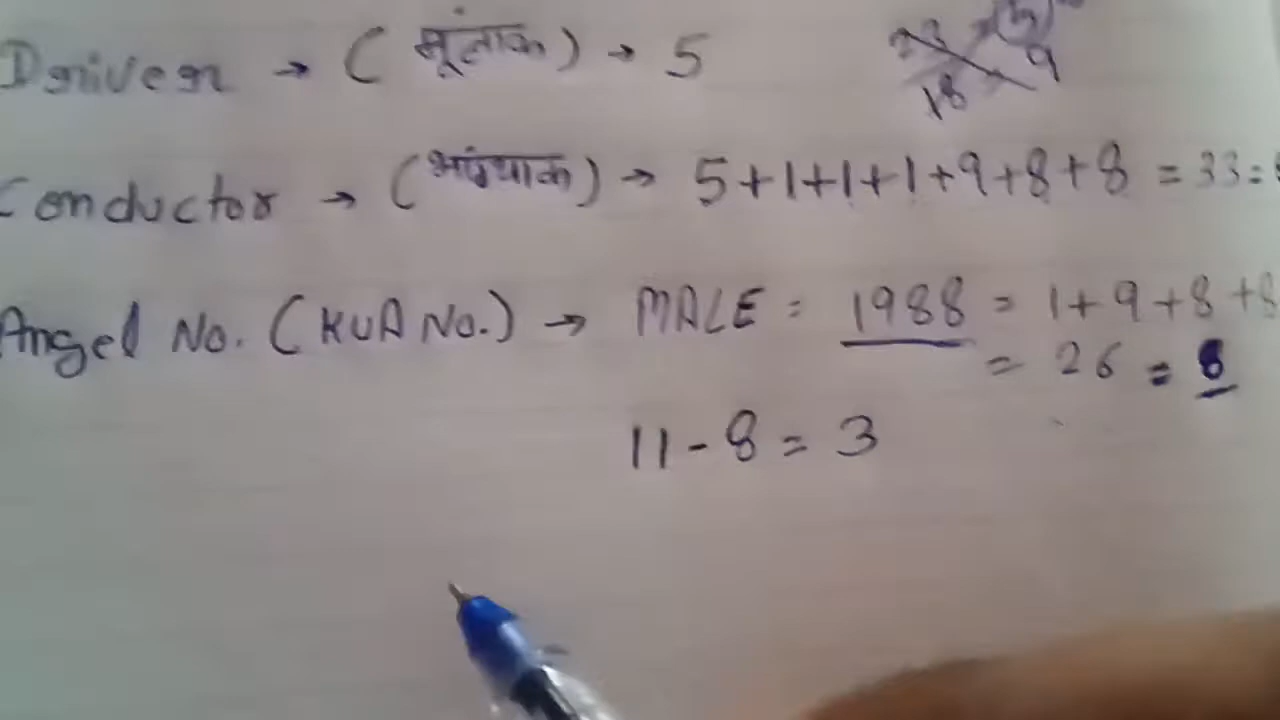 Driver → (मूलांक) → 5
Conductor → (भाग्यांक) → 5+1+1+1+9+8+8 = 33 =
Angel No. (KUA No.) → MALE = 1988 = 1+9+8+8
= 26 = 8
11-8 = 3